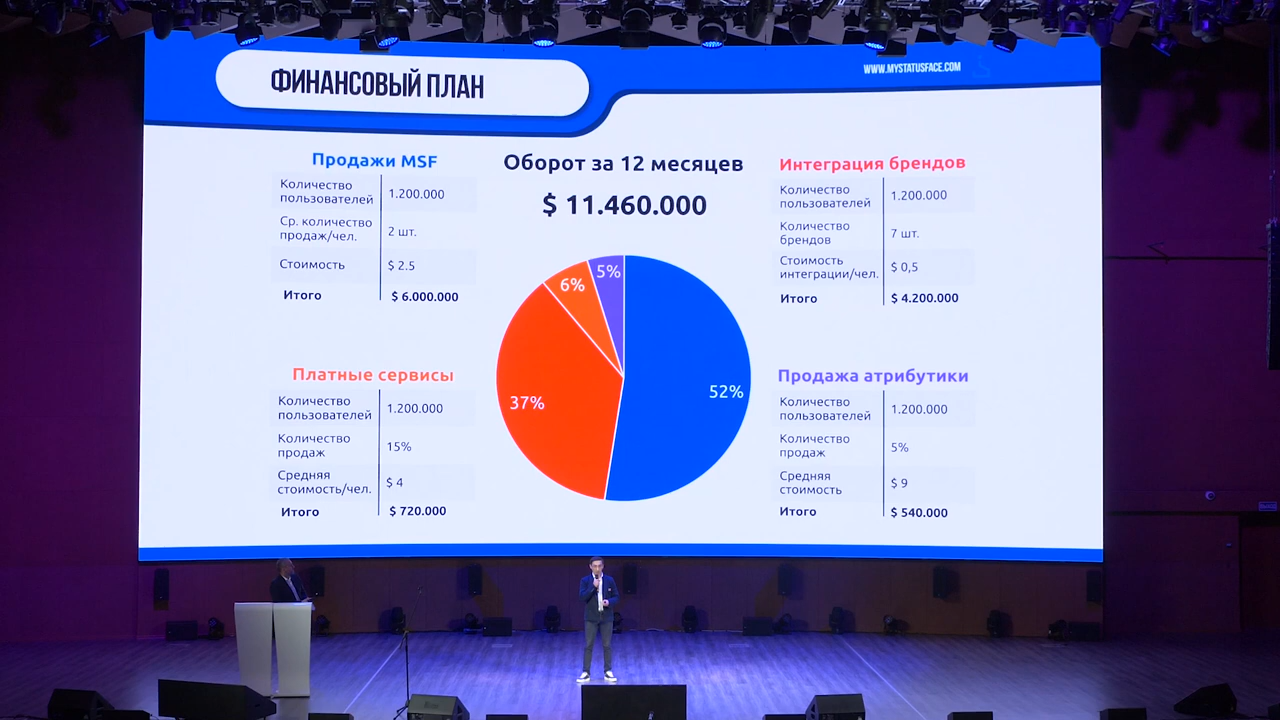 ФИНАНСОВЫЙ ПЛАН
WWW.MYSTATUSFACE.COM
Продажи MSF
Количество
пользователей
1.200.000
Ср. количество
продаж/чел.
2 шт.
Стоимость
$ 2.5
Итого
$ 6.000.000
Оборот за 12 месяцев
$ 11.460.000
Интеграция брендов
Количество
пользователей
1.200.000
Количество
брендов
7 шт.
Стоимость
интеграции/чел.
$ 0,5
Итого
$ 4.200.000
5%
6%
37%
52%
Платные сервисы
Количество
пользователей
1.200.000
Количество
продаж
15%
Средняя
стоимость/чел.
$ 4
Итого
$ 720.000
Продажа атрибутики
Количество
пользователей
1.200.000
Количество
продаж
5%
Средняя
стоимость
$ 9
Итого
$ 540.000